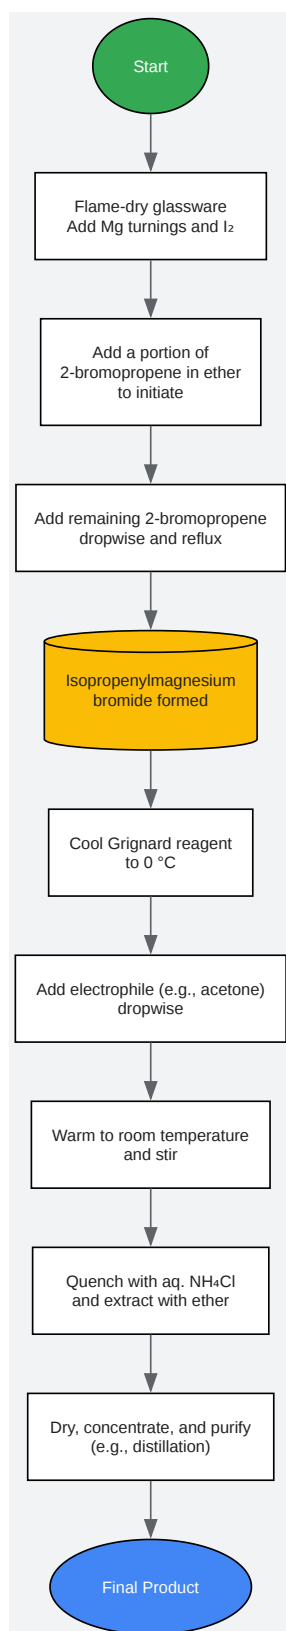 Start
Flame-dry glassware
Add Mg turnings and I₂
Add a portion of
2-bromopropene in ether
to initiate
Add remaining 2-bromopropene
dropwise and reflux
Isopropenylmagnesium
bromide formed
Cool Grignard reagent
to 0 °C
Add electrophile (e.g., acetone)
dropwise
Warm to room temperature
and stir
Quench with aq. NH₄Cl
and extract with ether
Dry, concentrate, and purify
(e.g., distillation)
Final Product